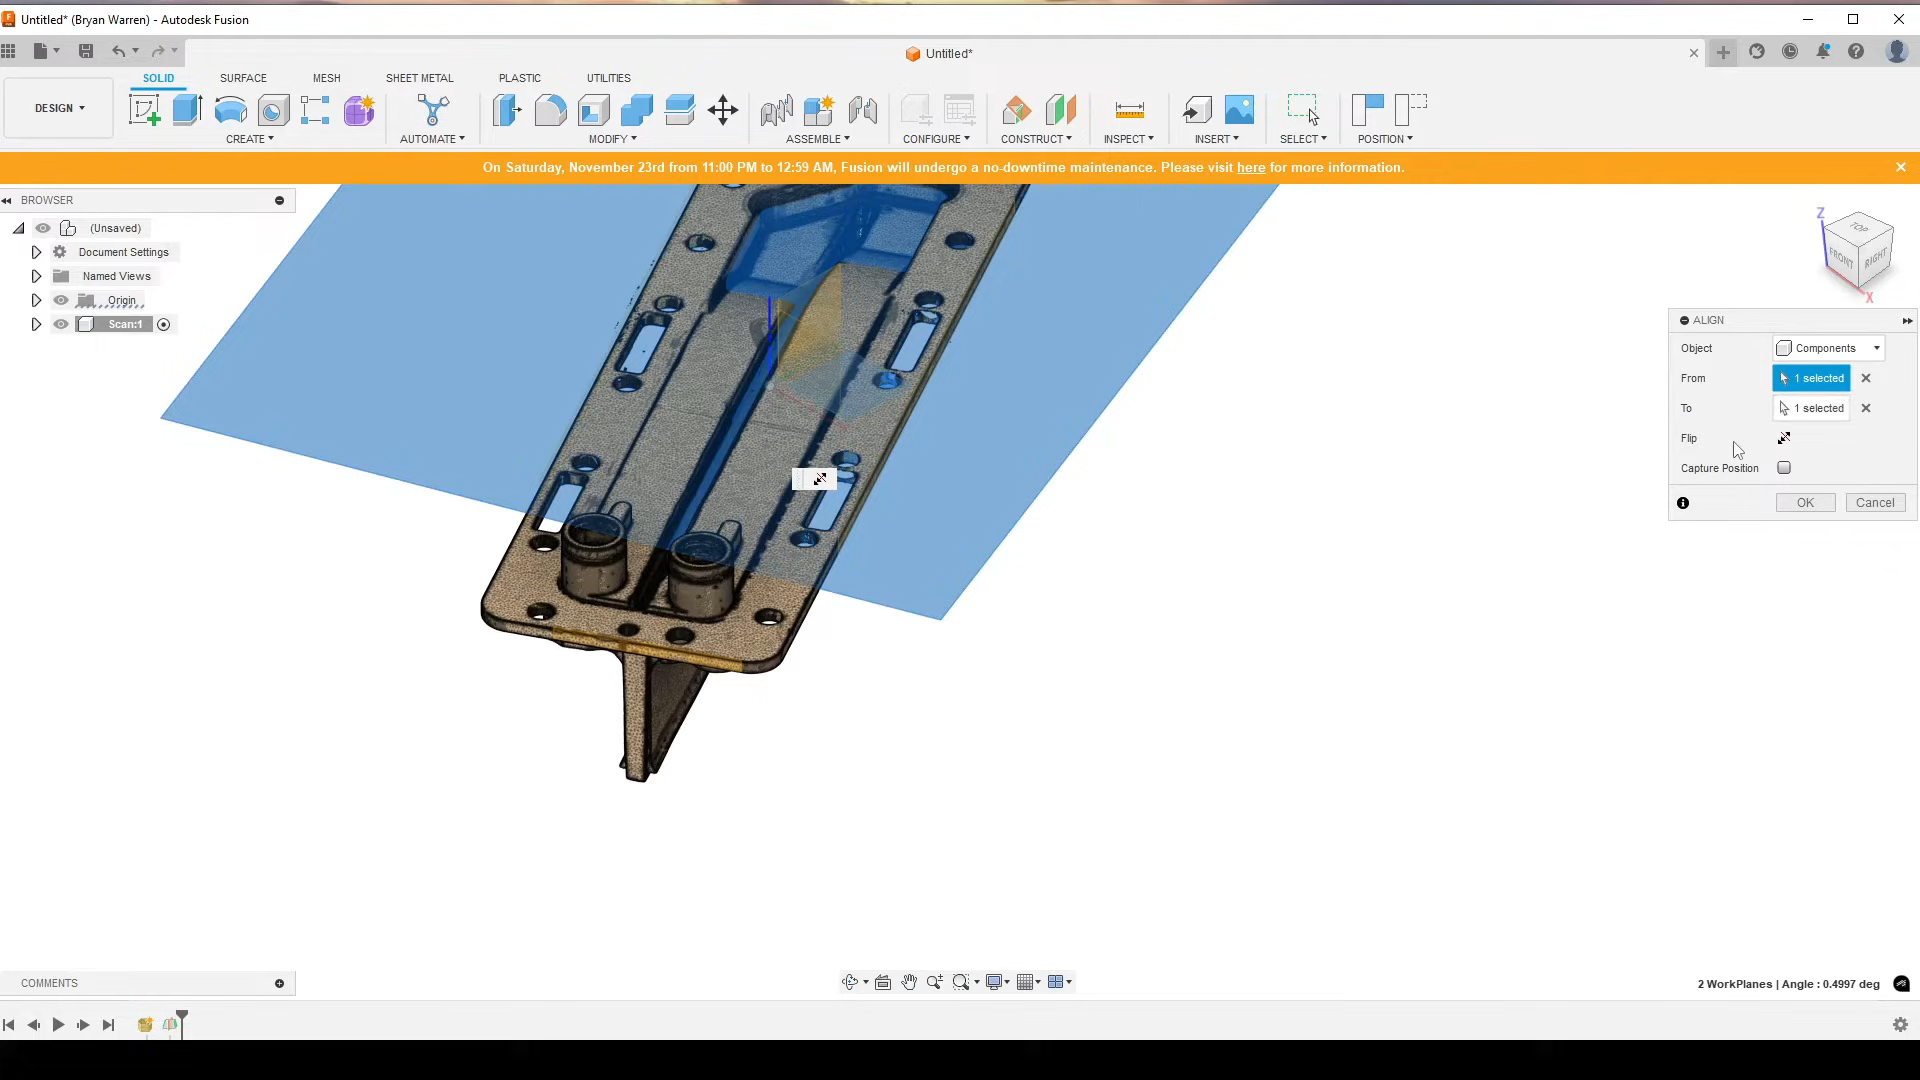 Untitled* (Bryan Warren) - Autodesk Fusion
Untitled*
DESIGN
SOLID SURFACE MESH SHEET METAL PLASTIC UTILITIES
CREATE AUTOMATE MODIFY ASSEMBLE CONFIGURE CONSTRUCT INSPECT INSERT SELECT POSITION
On Saturday, November 23rd from 11:00 PM to 12:59 AM, Fusion will undergo a no-downtime maintenance. Please visit here for more information.
BROWSER
(Unsaved)
Document Settings
Named Views
Origin
Scan:1
Z
TOP
FRONT
RIGHT
X
ALIGN
Object Components
From 1 selected
To 1 selected
Flip
Capture Position
OK Cancel
COMMENTS
2 WorkPlanes | Angle : 0.4997 deg